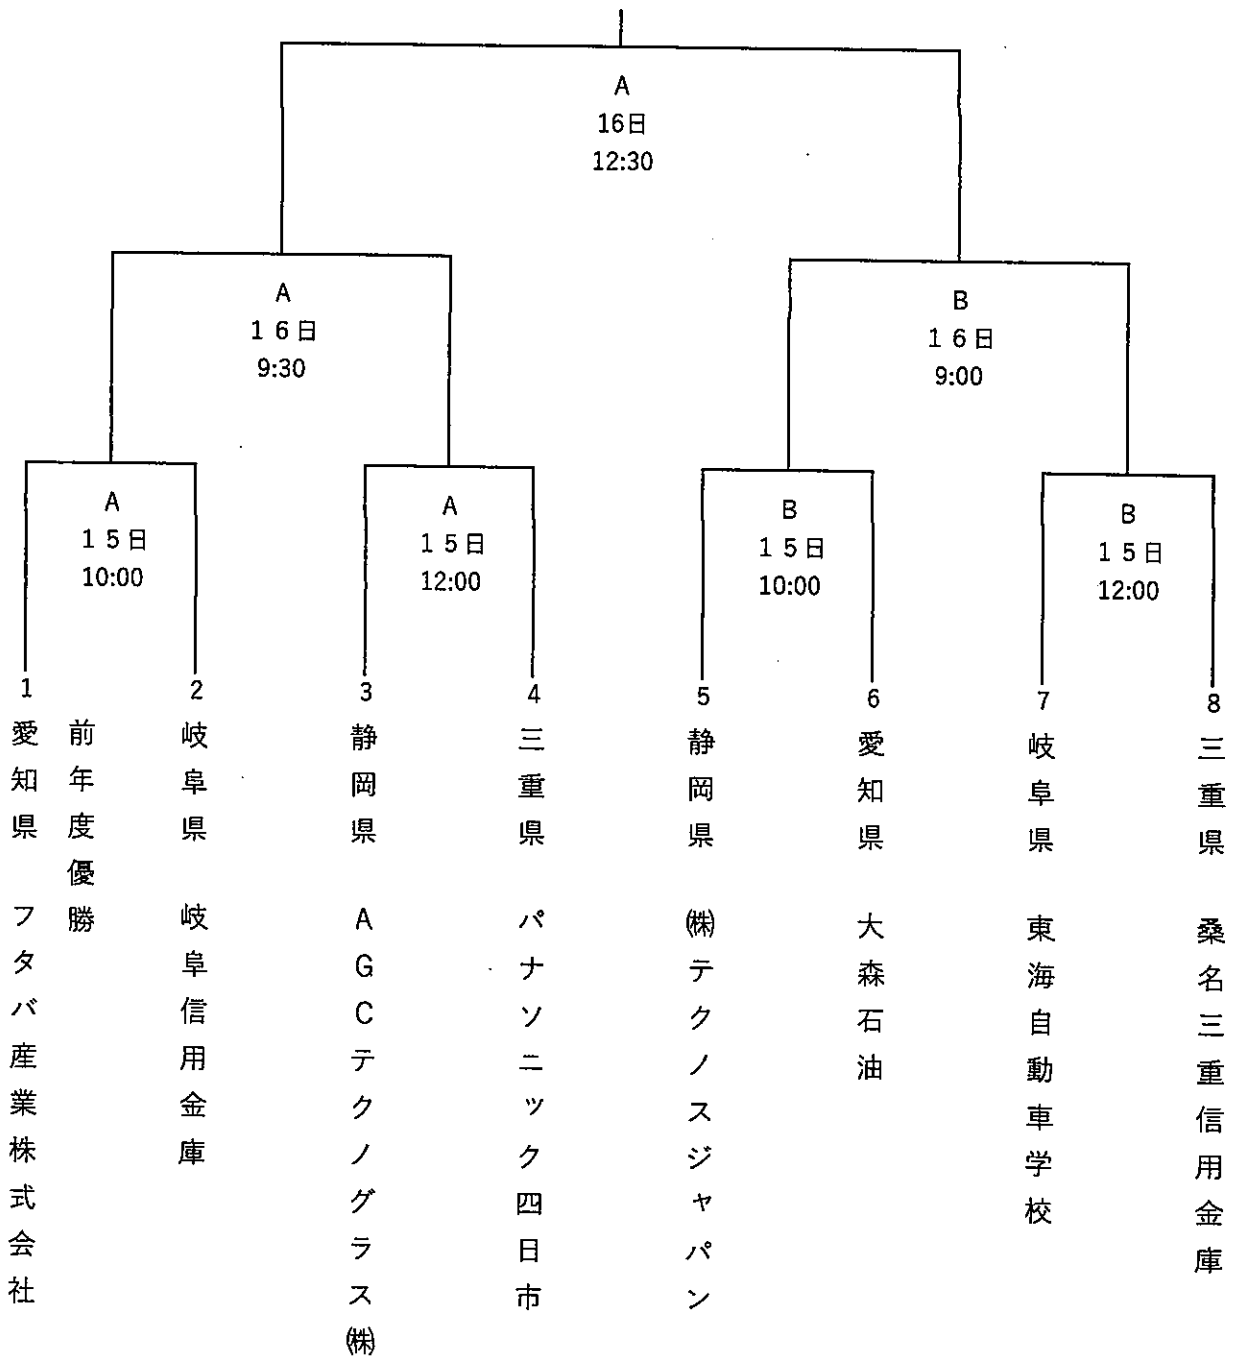 A
16日
12:30
A
16日
9:30
B
16日
9:00
A
15日
10:00
A
15日
12:00
B
15日
10:00
B
15日
12:00
1
愛知県 フタバ産業株式会社
前年度優勝
2
岐阜県 岐阜信用金庫
3
静岡県 AGCテクノグラス㈱
4
三重県 パナソニック四日市
5
静岡県 ㈱テクノスジャパン
6
愛知県 大森石油
7
岐阜県 東海自動車学校
8
三重県 桑名三重信用金庫